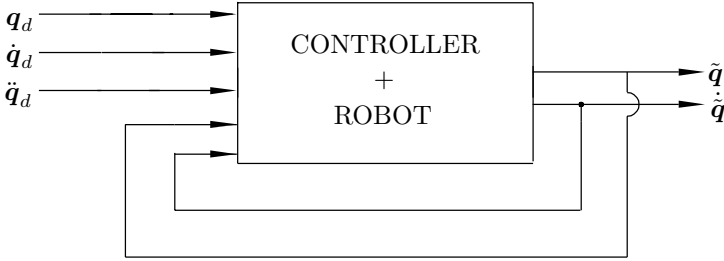 q_d
q̇_d
q̈_d
CONTROLLER
+
ROBOT
q̃
q̃̇